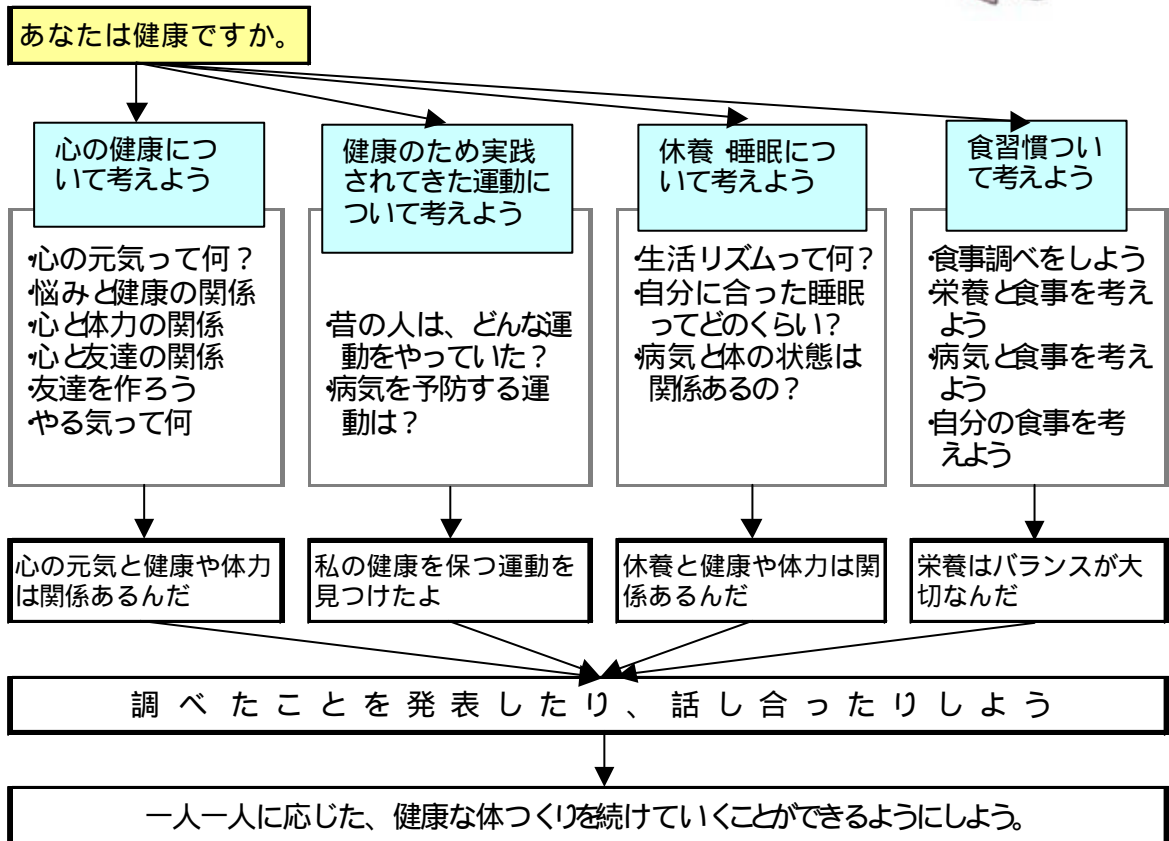 あなたは健康ですか。
心の健康につ
いて考えよう
健康のため実践
されてきた運動に
ついて考えよう
休養・睡眠につ
いて考えよう
食習慣つい
て考えよう
・心の元気って何？
・悩みと健康の関係
・心と体力の関係
・心と友達の関係
・友達を作ろう
・やる気って何
・昔の人は、どんな運
動をやっていた？
・病気を予防する運
動は？
・生活リズムって何？
・自分に合った睡眠
ってどのくらい？
・病気と体の状態は
関係あるの？
・食事調べをしよう
・栄養と食事を考え
よう
・病気と食事を考え
よう
・自分の食事を考
えよう
心の元気と健康や体力
は関係あるんだ
私の健康を保つ運動を
見つけたよ
休養と健康や体力は関
係あるんだ
栄養はバランスが大
切なんだ
調べたことを発表したり、話し合ったりしよう
一人一人に応じた、健康な体つくりを続けていくことができるようにしよう。